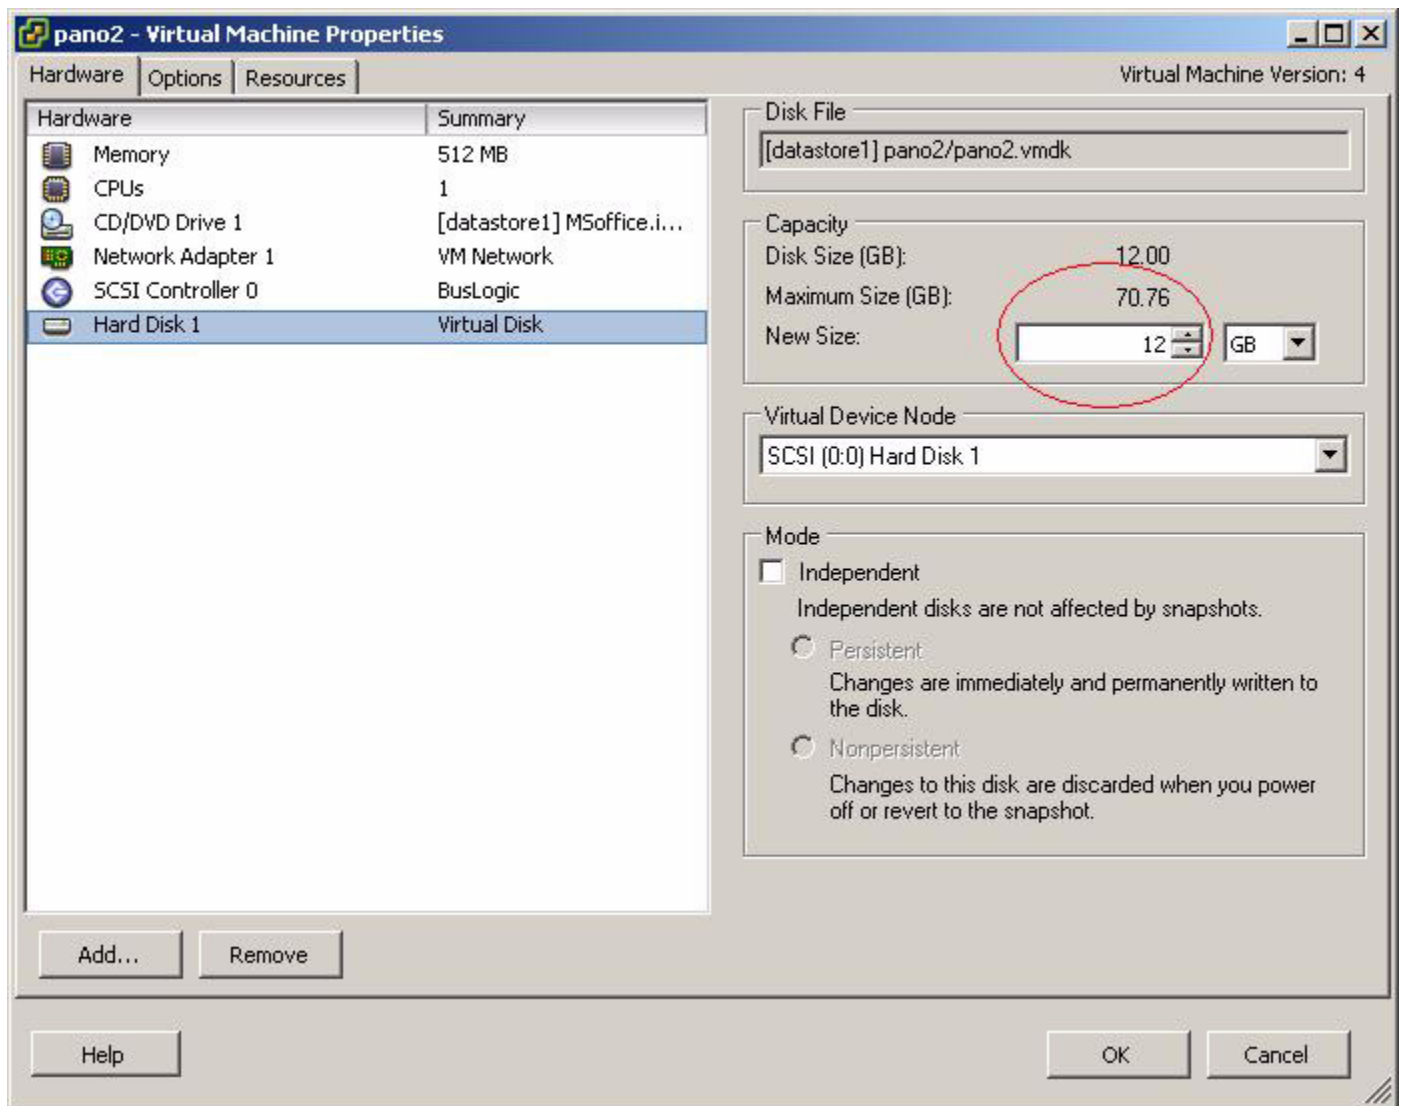 pano2 - Virtual Machine Properties
Hardware Options Resources Virtual Machine Version: 4
Hardware Summary
Memory 512 MB
CPUs 1
CD/DVD Drive 1 [datastore1] MSoffice.i...
Network Adapter 1 VM Network
SCSI Controller 0 BusLogic
Hard Disk 1 Virtual Disk
Disk File
[datastore1] pano2/pano2.vmdk
Capacity
Disk Size (GB): 12.00
Maximum Size (GB): 70.76
New Size: 12 GB
Virtual Device Node
SCSI (0:0) Hard Disk 1
Mode
Independent
Independent disks are not affected by snapshots.
Persistent
Changes are immediately and permanently written to
the disk.
Nonpersistent
Changes to this disk are discarded when you power
off or revert to the snapshot.
Add... Remove
Help OK Cancel